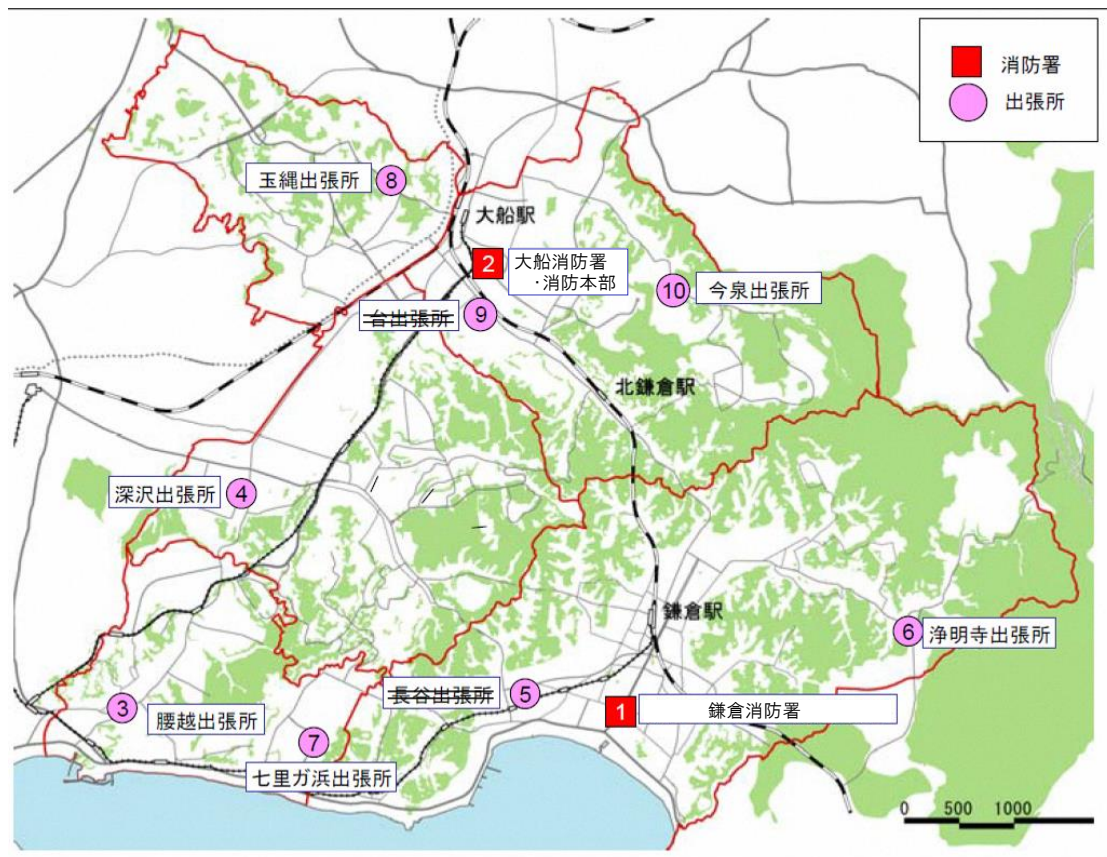 消防署
出張所
玉縄出張所
8
大船駅
2
大船消防署
・消防本部
10
今泉出張所
台出張所
9
北鎌倉駅
深沢出張所
4
鎌倉駅
6
浄明寺出張所
長谷出張所
5
3
腰越出張所
1
鎌倉消防署
7
七里ガ浜出張所
0 500 1000